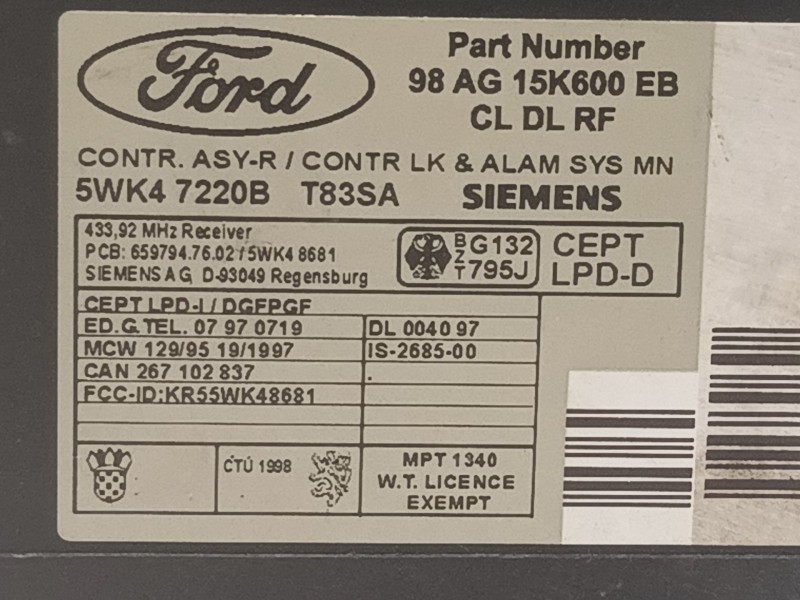 Ford
Part Number
98 AG 15K600 EB
CL DL RF
CONTR. ASY-R / CONTR LK & ALAM SYS MN
5WK4 7220B T83SA SIEMENS
433,92 MHz Receiver
PCB: 659794.76.02 / 5WK4 8681
SIEMENS AG, D-93049 Regensburg
BZT G132 795J
CEPT
LPD-D
CEPT LPD-I / DGFPGF
ED.G.TEL. 07 97 0719
DL 004097
MCW 129/95 19/1997
IS-2685-00
CAN 267 102 837
FCC-ID:KR55WK48681
CTÚ 1998
MPT 1340
W.T. LICENCE
EXEMPT